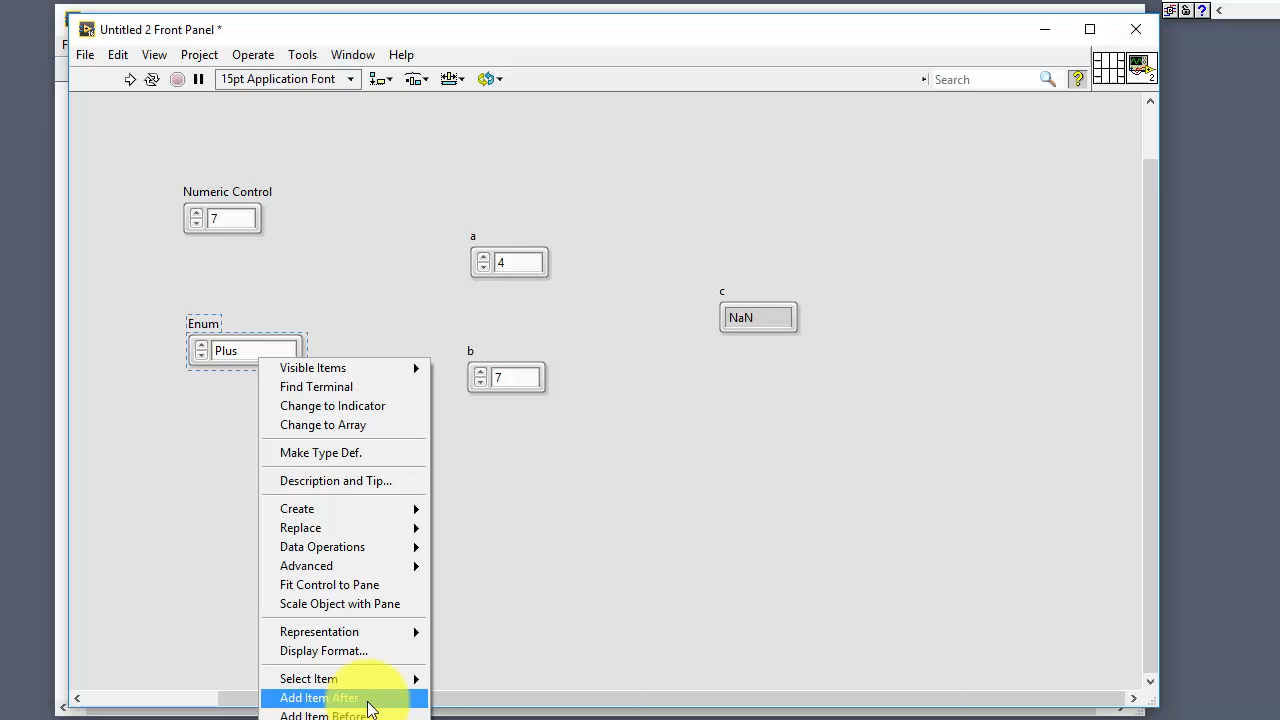 Untitled 2 Front Panel *
File Edit View Project Operate Tools Window Help
15pt Application Font
Search
?
2
Numeric Control
7
a
4
c
NaN
Enum
Plus
b
7
Visible Items
Find Terminal
Change to Indicator
Change to Array
Make Type Def.
Description and Tip...
Create
Replace
Data Operations
Advanced
Fit Control to Pane
Scale Object with Pane
Representation
Display Format...
Select Item
Add Item After
Add Item Before